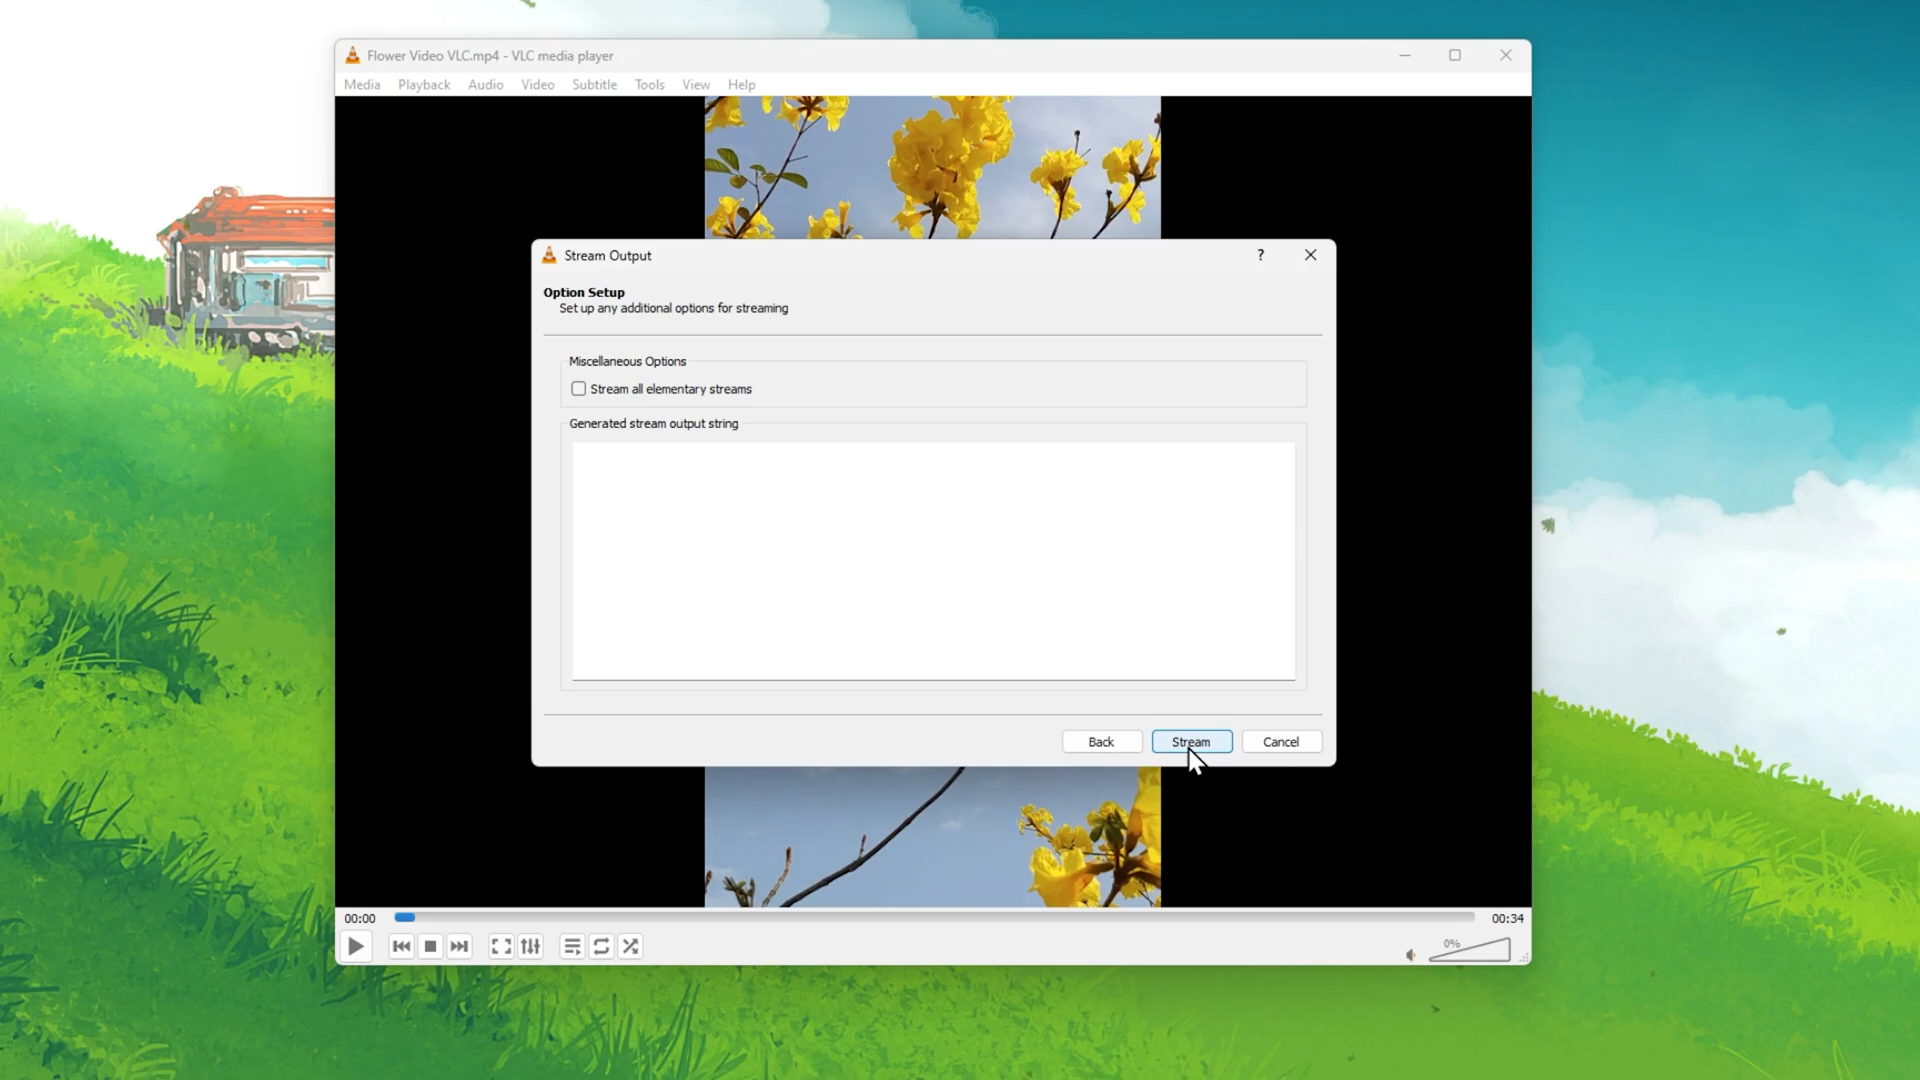 Flower Video VLC.mp4 - VLC media player
Media Playback Audio Video Subtitle Tools View Help
Stream Output ?
Option Setup
Set up any additional options for streaming
Miscellaneous Options
Stream all elementary streams
Generated stream output string
Back Stream Cancel
00:00 00:34
0%